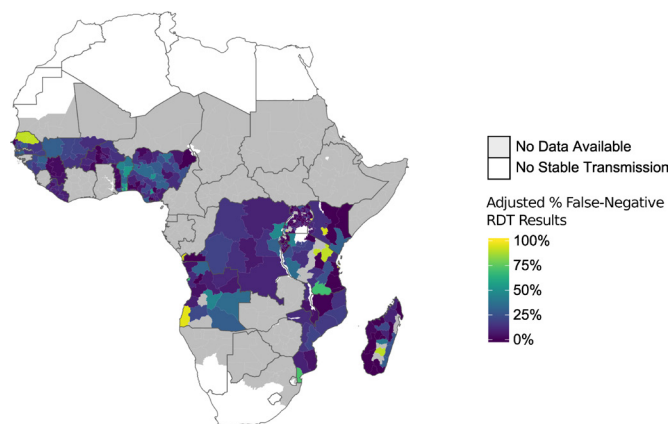 No Data Available
No Stable Transmission
Adjusted % False-Negative
RDT Results
100%
75%
50%
25%
0%